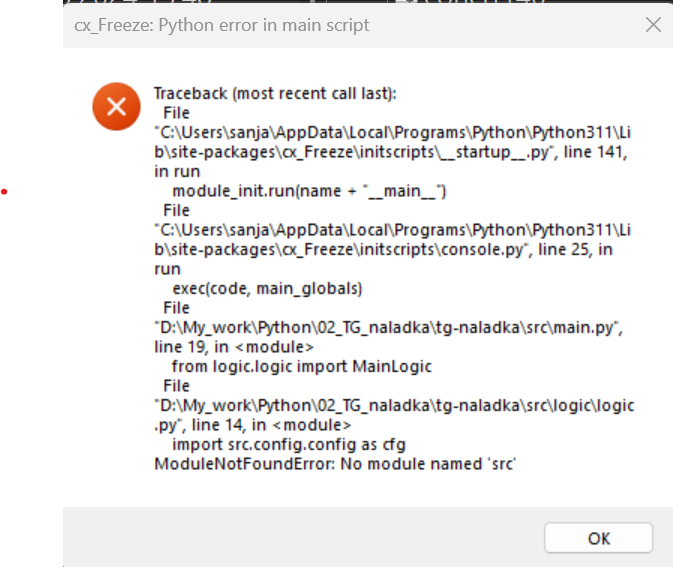 cx_Freeze: Python error in main script
Traceback (most recent call last):
File
"C:\Users\sanja\AppData\Local\Programs\Python\Python311\Li
b\site-packages\cx_Freeze\initscripts\__startup__.py", line 141,
in run
module_init.run(name + "__main__")
File
"C:\Users\sanja\AppData\Local\Programs\Python\Python311\Li
b\site-packages\cx_Freeze\initscripts\console.py", line 25, in
run
exec(code, main_globals)
File
"D:\My_work\Python\02_TG_naladka\tg-naladka\src\main.py",
line 19, in <module>
from logic.logic import MainLogic
File
"D:\My_work\Python\02_TG_naladka\tg-naladka\src\logic\logic
.py", line 14, in <module>
import src.config.config as cfg
ModuleNotFoundError: No module named 'src'
OK